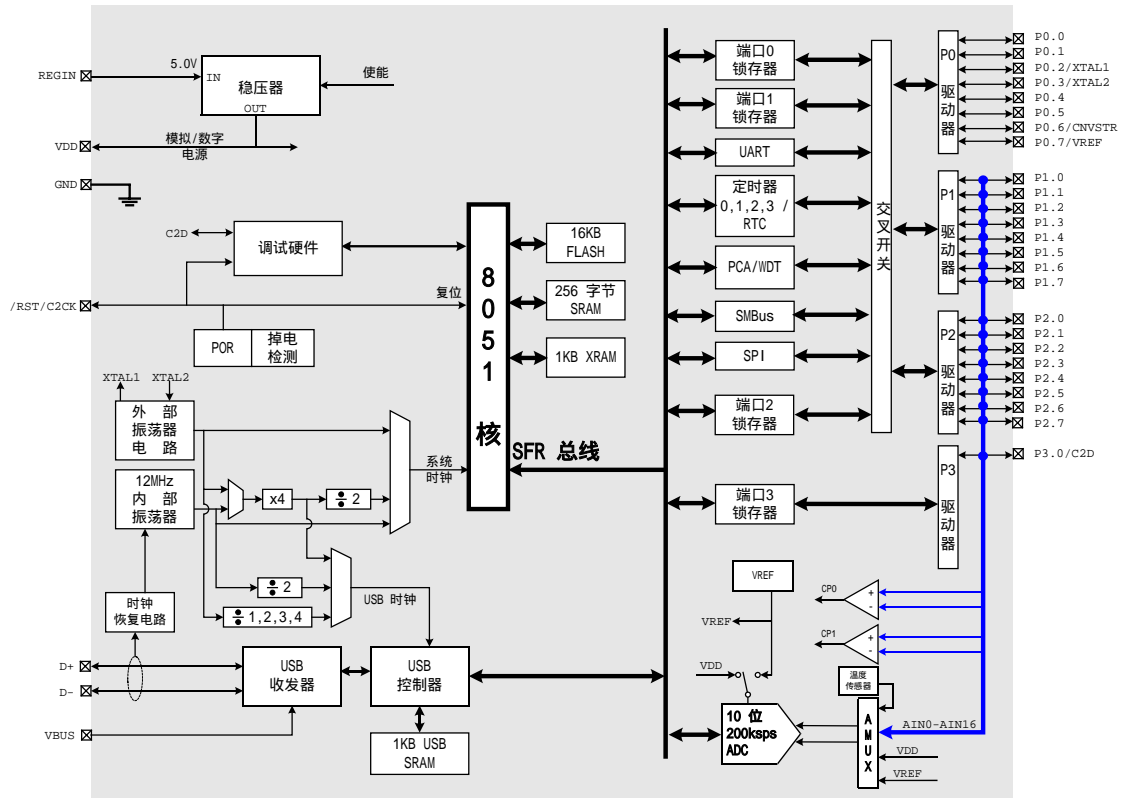 REGIN
5.0V
IN
稳压器
OUT
使能
VDD
模拟/数字
电源
GND
C2D
调试硬件
/RST/C2CK
复位
POR
掉电
检测
XTAL1
XTAL2
外 部
振荡器
电 路
12MHz
内 部
振荡器
x4
÷ 2
系统
时钟
÷ 2
÷ 1,2,3,4
USB 时钟
时钟
恢复电路
D+
D-
VBUS
USB
收发器
USB
控制器
1KB USB
SRAM
8
0
5
1
核
16KB
FLASH
256 字节
SRAM
1KB XRAM
SFR 总线
端口0
锁存器
端口1
锁存器
UART
定时器
0,1,2,3 /
RTC
PCA/WDT
SMBus
SPI
端口2
锁存器
端口3
锁存器
交
叉
开
关
P0
驱
动
器
P0.0
P0.1
P0.2/XTAL1
P0.3/XTAL2
P0.4
P0.5
P0.6/CNVSTR
P0.7/VREF
P1
驱
动
器
P1.0
P1.1
P1.2
P1.3
P1.4
P1.5
P1.6
P1.7
P2
驱
动
器
P2.0
P2.1
P2.2
P2.3
P2.4
P2.5
P2.6
P2.7
P3
驱
动
器
P3.0/C2D
VREF
VREF
VDD
CP0
+
-
CP1
+
-
温度
传感器
10 位
200ksps
ADC
A
M
U
X
AIN0-AIN16
VDD
VREF